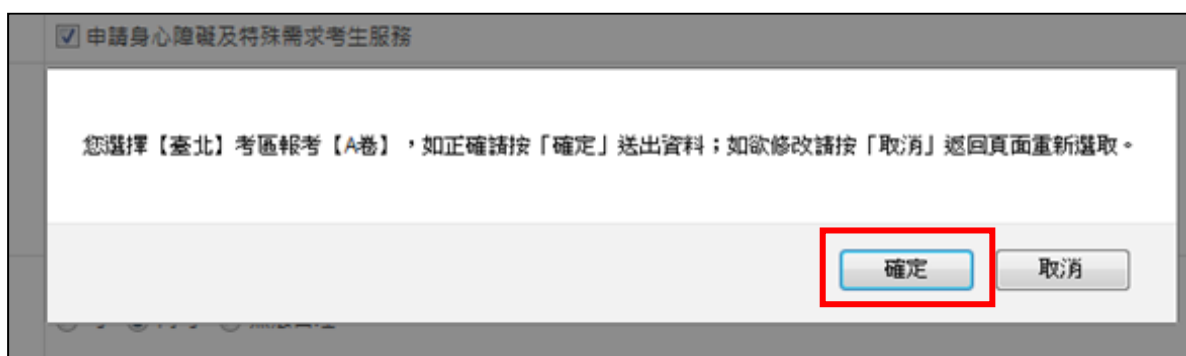 申請身心障礙及特殊需求考生服務
您選擇【臺北】考區報考【A卷】，如正確請按「確定」送出資料；如欲修改請按「取消」返回頁面重新選取。
確定
取消